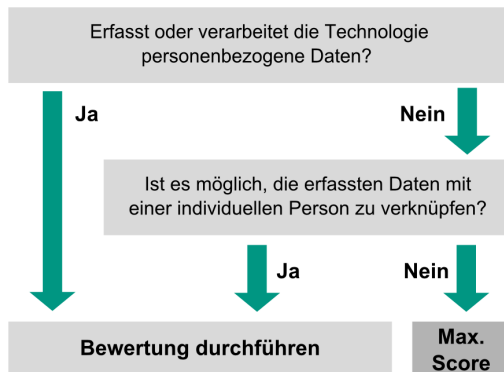 Erfasst oder verarbeitet die Technologie
personenbezogene Daten?
Ja
Nein
Ist es möglich, die erfassten Daten mit
einer individuellen Person zu verknüpfen?
Ja
Nein
Bewertung durchführen
Max.
Score